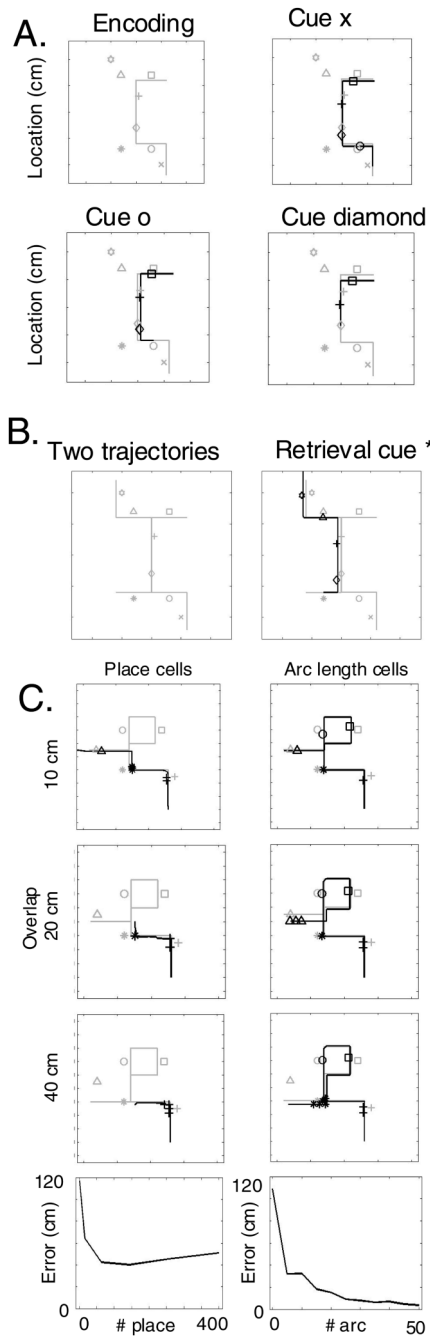 A.
Encoding
Cue x
Location (cm)
Cue o
Cue diamond
Location (cm)
B.
Two trajectories
Retrieval cue *
C.
Place cells
Arc length cells
10 cm
Overlap
20 cm
40 cm
120
Error (cm)
0
0
# place
400
120
Error (cm)
0
0
# arc
50